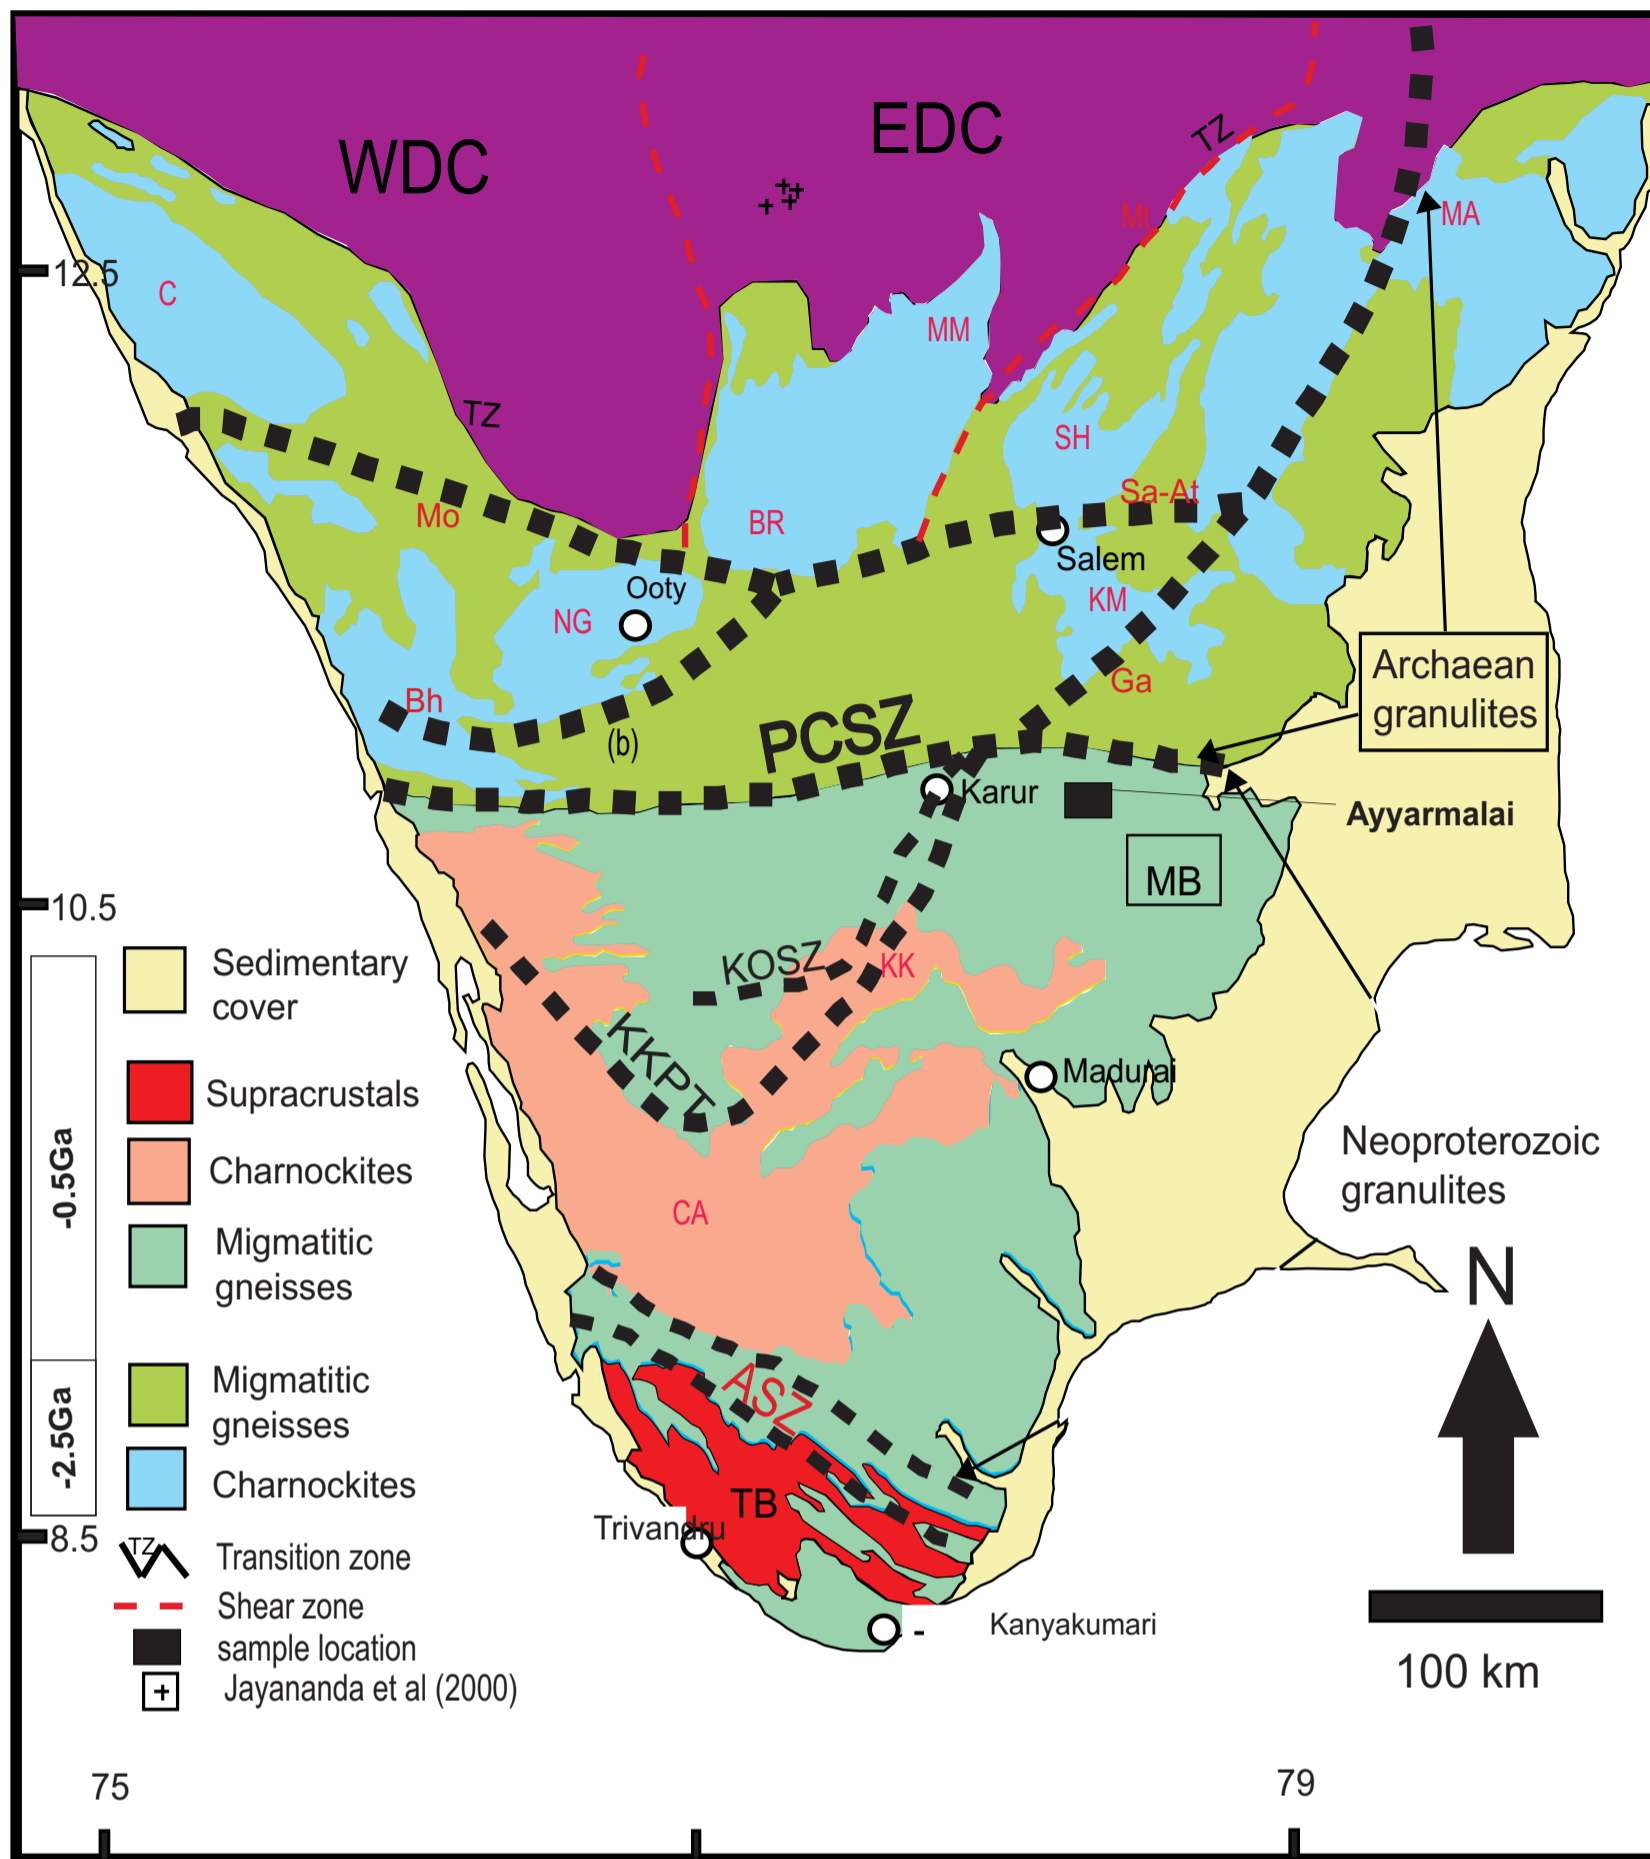 WDC
EDC
TZ
Mt
MA
12.5
C
MM
TZ
SH
Mo
BR
Sa-At
Salem
Ooty
NG
KM
Archaean
granulites
Bh
Ga
(b)
PCSZ
Karur
Ayyarmalai
MB
10.5
KOSZ
KK
Sedimentary
cover
KKPT
Madurai
Supracrustals
Neoproterozoic
granulites
-0.5Ga
Charnockites
CA
Migmatitic
gneisses
N
ASZ
Migmatitic
gneisses
-2.5Ga
Charnockites
TB
Trivandru
8.5
TZ
Transition zone
Shear zone
- Kanyakumari
sample location
100 km
+ Jayananda et al (2000)
75
79